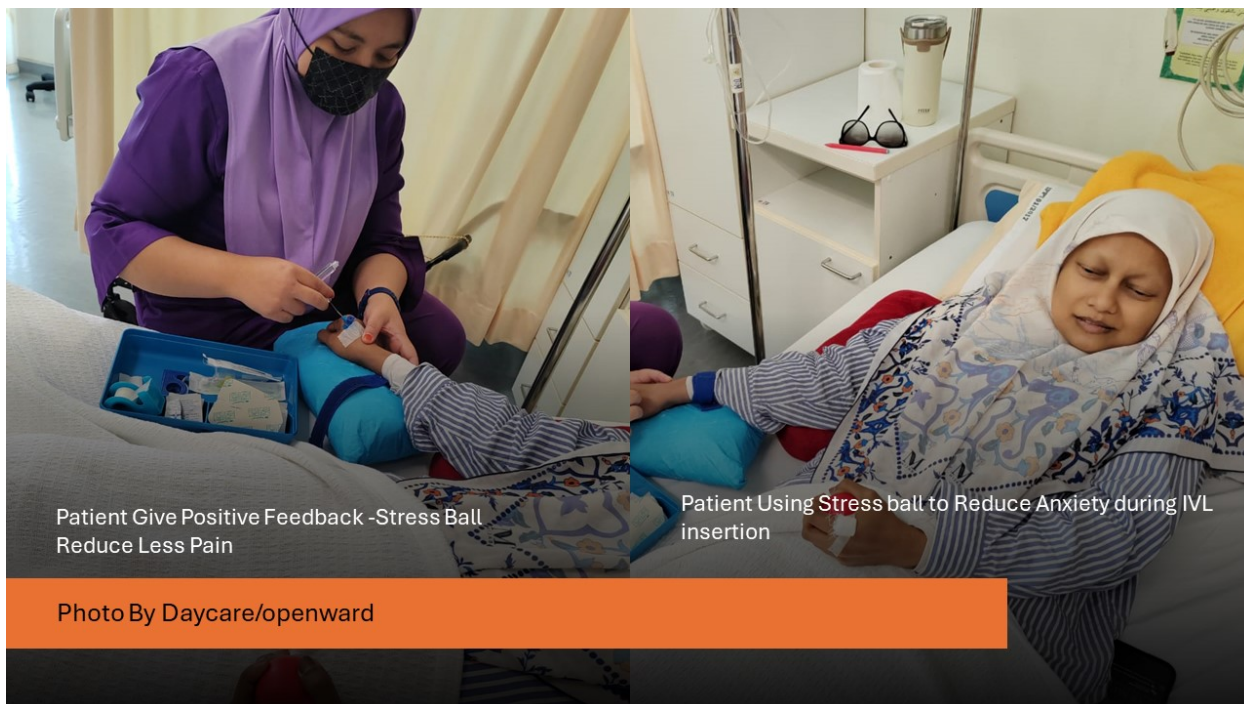 Patient Give Positive Feedback -Stress Ball
Reduce Less Pain
Patient Using Stress ball to Reduce Anxiety during IVL
insertion
Photo By Daycare/openward